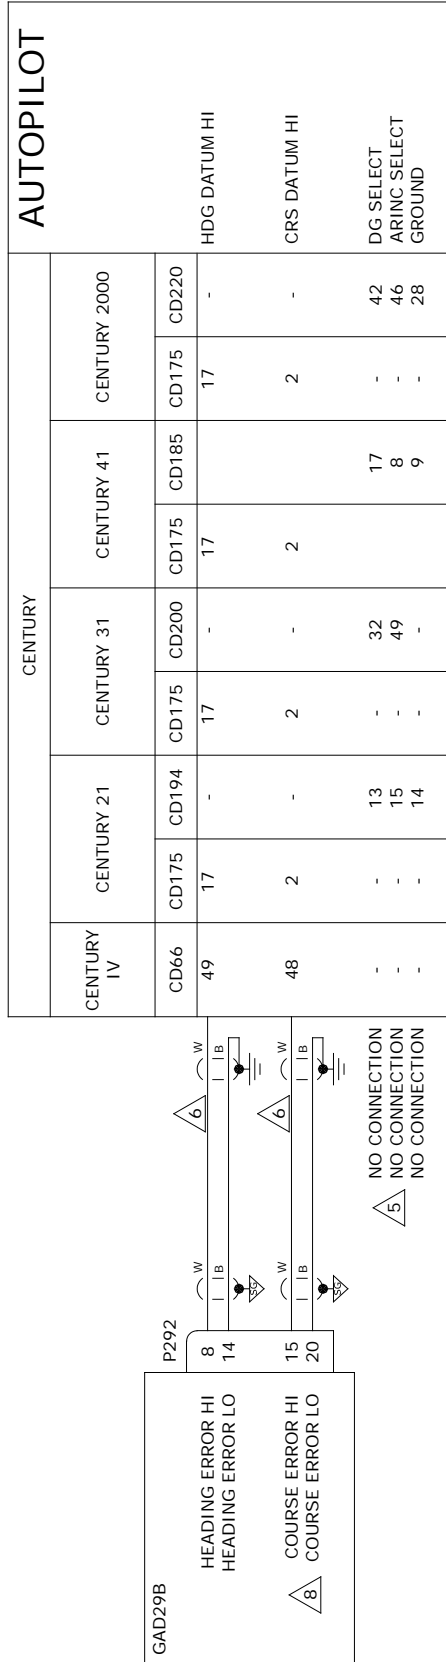 CENTURY AUTOPILOT
CENTURY IV CENTURY 21 CENTURY 31 CENTURY 41 CENTURY 2000
GAD29B P292 CD66 CD175 CD194 CD175 CD200 CD175 CD185 CD175 CD220
6 W W
HEADING ERROR HI 8 49 17 - 17 - 17 17 - HDG DATUM HI
HEADING ERROR LO 14 B B
SG
6 W W
COURSE ERROR HI 15 48 2 - 2 - 2 2 - CRS DATUM HI
8 COURSE ERROR LO 20 B B
SG
NO CONNECTION - - 13 - 32 17 - 42 DG SELECT
5 NO CONNECTION - - 15 - 49 8 - 46 ARINC SELECT
NO CONNECTION - - 14 - - 9 - 28 GROUND